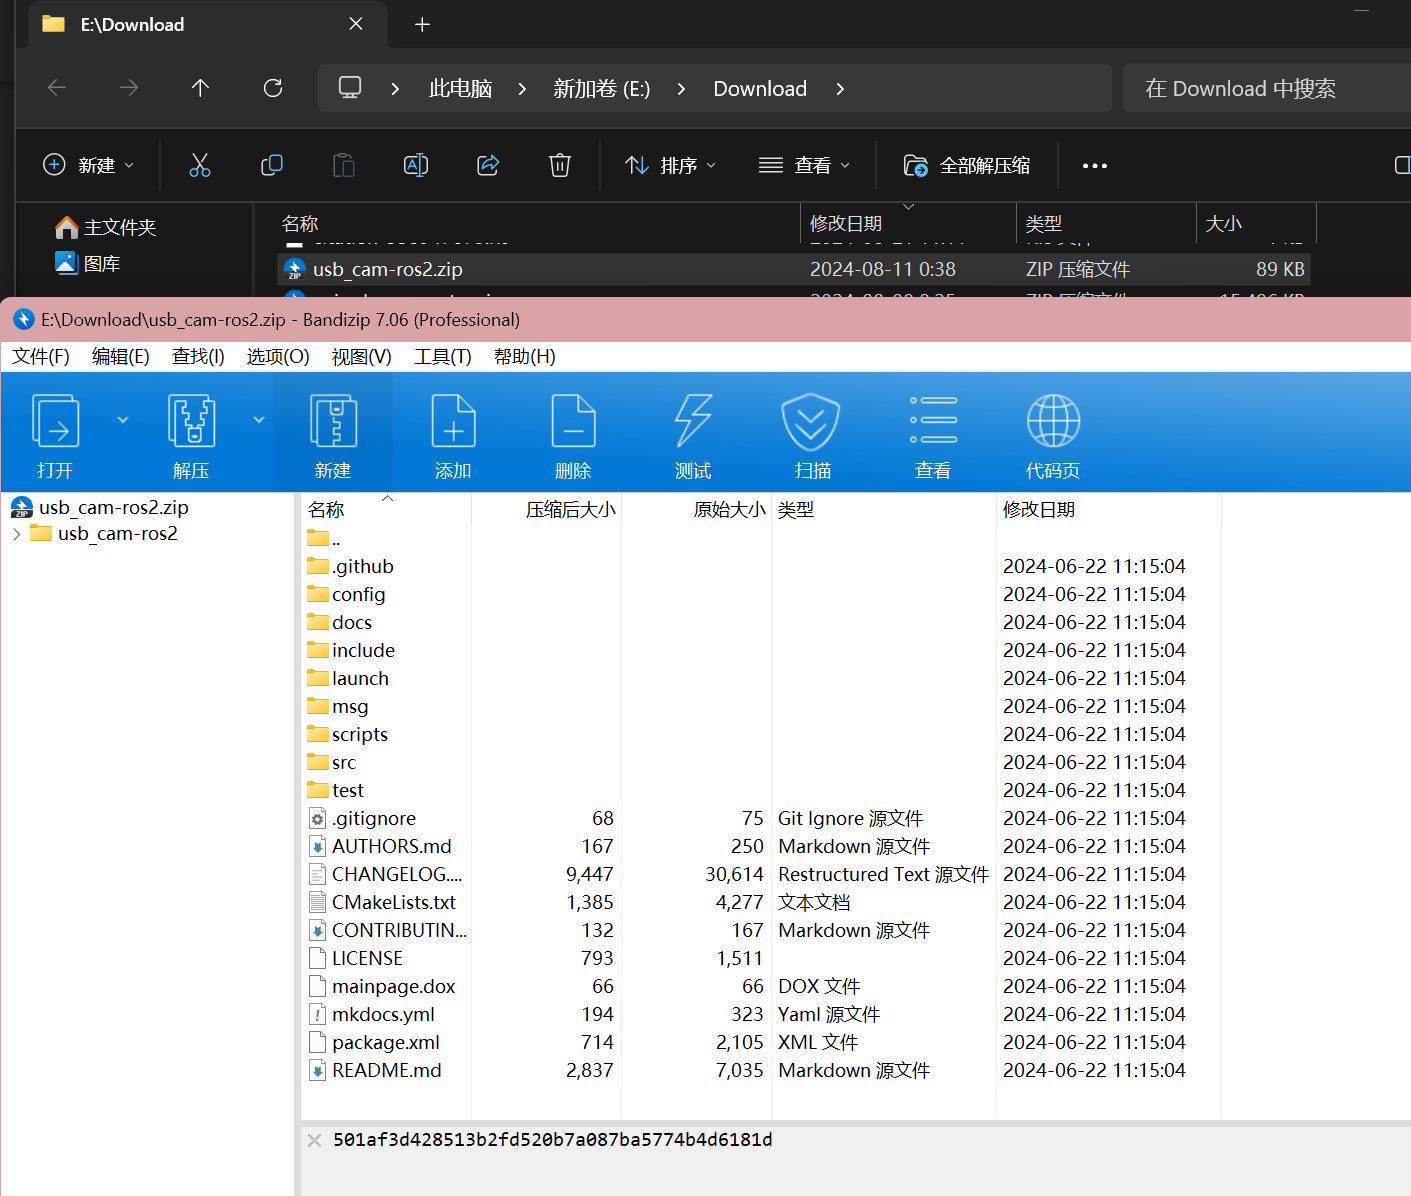 E:\Download
此电脑 新加卷 (E:) Download
在 Download 中搜索
新建 排序 查看 全部解压缩
主文件夹
图库
名称 修改日期 类型 大小
usb_cam-ros2.zip 2024-08-11 0:38 ZIP 压缩文件 89 KB
E:\Download\usb_cam-ros2.zip - Bandizip 7.06 (Professional)
文件(F) 编辑(E) 查找(I) 选项(O) 视图(V) 工具(T) 帮助(H)
打开 解压 新建 添加 删除 测试 扫描 查看 代码页
usb_cam-ros2.zip
usb_cam-ros2
名称 压缩后大小 原始大小 类型 修改日期
..
.github 2024-06-22 11:15:04
config 2024-06-22 11:15:04
docs 2024-06-22 11:15:04
include 2024-06-22 11:15:04
launch 2024-06-22 11:15:04
msg 2024-06-22 11:15:04
scripts 2024-06-22 11:15:04
src 2024-06-22 11:15:04
test 2024-06-22 11:15:04
.gitignore 68 75 Git Ignore 源文件 2024-06-22 11:15:04
AUTHORS.md 167 250 Markdown 源文件 2024-06-22 11:15:04
CHANGELOG.... 9,447 30,614 Restructured Text 源文件 2024-06-22 11:15:04
CMakeLists.txt 1,385 4,277 文本文档 2024-06-22 11:15:04
CONTRIBUTIN... 132 167 Markdown 源文件 2024-06-22 11:15:04
LICENSE 793 1,511 2024-06-22 11:15:04
mainpage.dox 66 66 DOX 文件 2024-06-22 11:15:04
mkdocs.yml 194 323 Yaml 源文件 2024-06-22 11:15:04
package.xml 714 2,105 XML 文件 2024-06-22 11:15:04
README.md 2,837 7,035 Markdown 源文件 2024-06-22 11:15:04
501af3d428513b2fd520b7a087ba5774b4d6181d